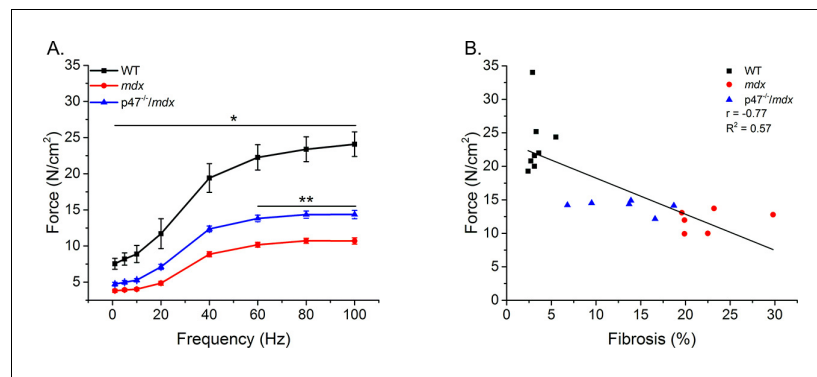 A.
WT
mdx
p47⁻/⁻/mdx
*
**
35
30
25
20
15
10
5
Force (N/cm²)
0 20 40 60 80 100
Frequency (Hz)
B.
WT
mdx
p47⁻/⁻/mdx
r = -0.77
R² = 0.57
35
30
25
20
15
10
5
0
Force (N/cm²)
0 5 10 15 20 25 30
Fibrosis (%)